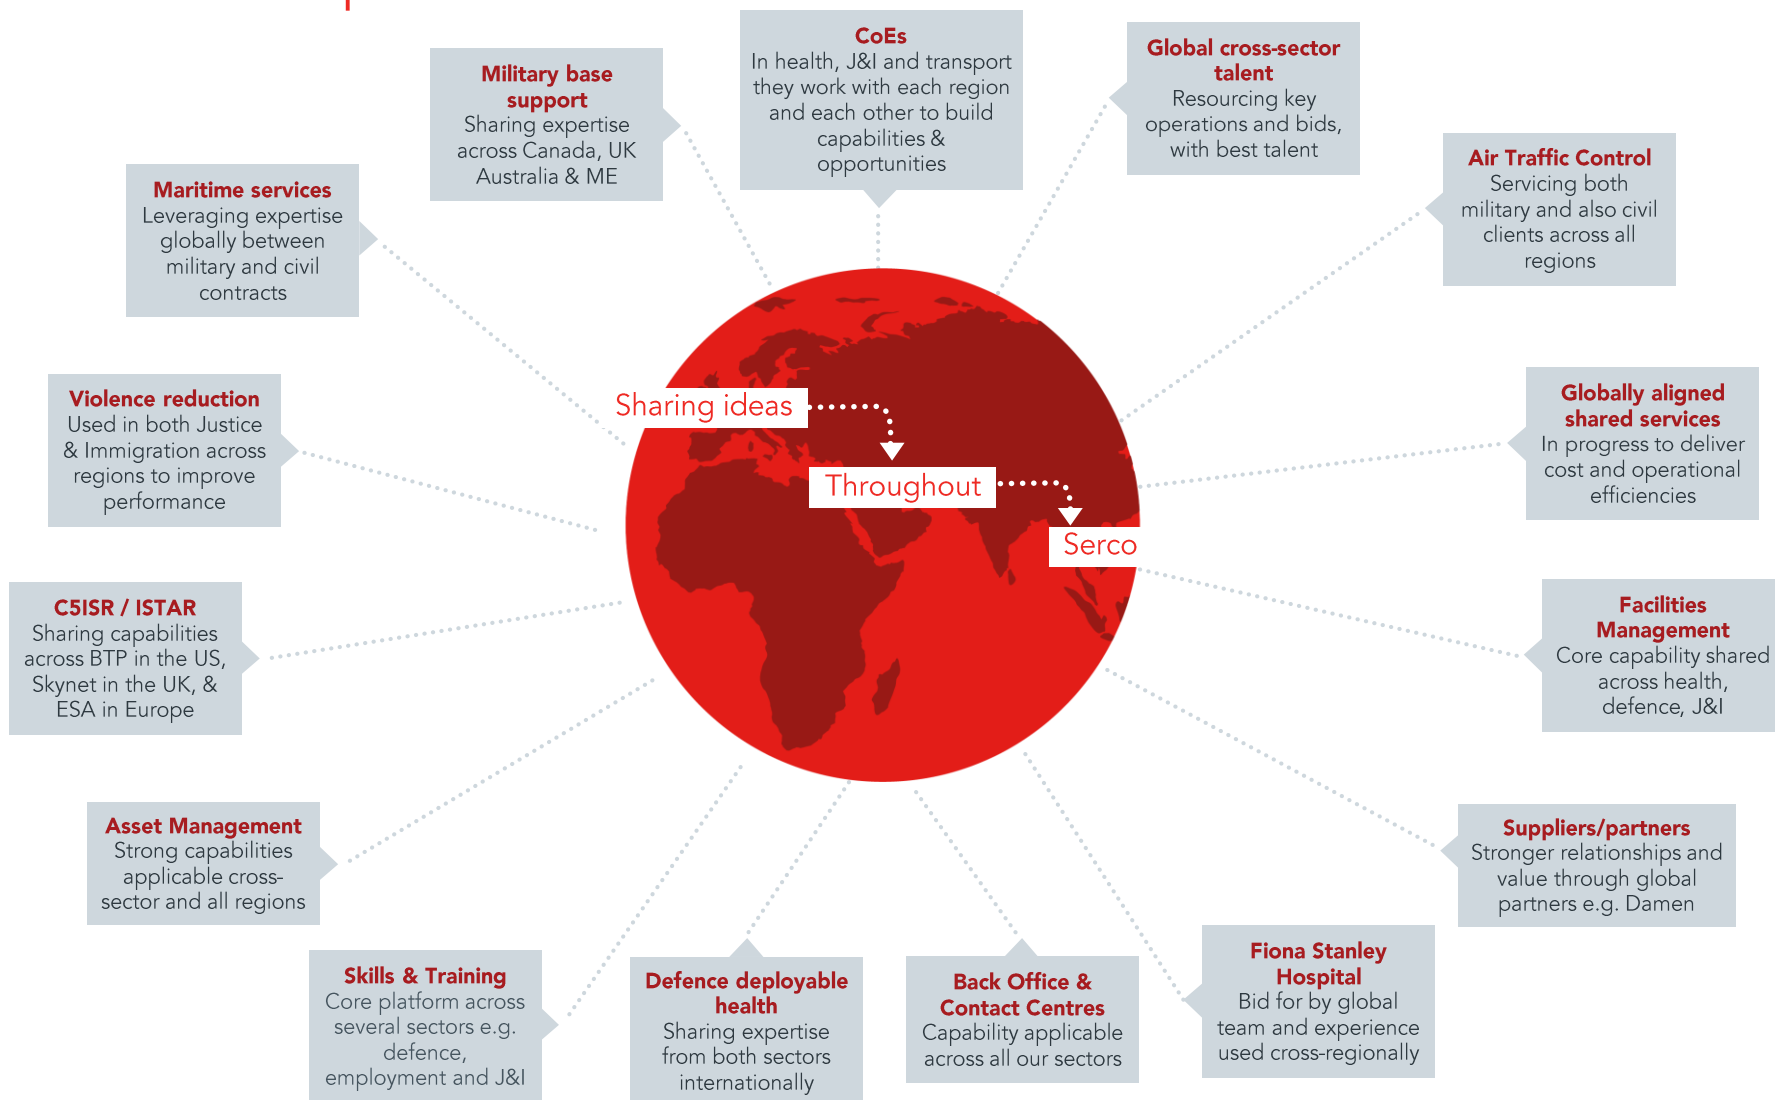 CoEs
In health, J&I and transport
they work with each region
and each other to build
capabilities &
opportunities
Global cross-sector
talent
Resourcing key
operations and bids,
with best talent
Military base
support
Sharing expertise
across Canada, UK
Australia & ME
Air Traffic Control
Servicing both
military and also civil
clients across all
regions
Maritime services
Leveraging expertise
globally between
military and civil
contracts
Globally aligned
shared services
In progress to deliver
cost and operational
efficiencies
Violence reduction
Used in both Justice
& Immigration across
regions to improve
performance
Sharing ideas
Throughout
Serco
C5ISR / ISTAR
Sharing capabilities
across BTP in the US,
Skynet in the UK, &
ESA in Europe
Facilities
Management
Core capability shared
across health,
defence, J&I
Asset Management
Strong capabilities
applicable cross-
sector and all regions
Suppliers/partners
Stronger relationships and
value through global
partners e.g. Damen
Skills & Training
Core platform across
several sectors e.g.
defence,
employment and J&I
Defence deployable
health
Sharing expertise
from both sectors
internationally
Back Office &
Contact Centres
Capability applicable
across all our sectors
Fiona Stanley
Hospital
Bid for by global
team and experience
used cross-regionally